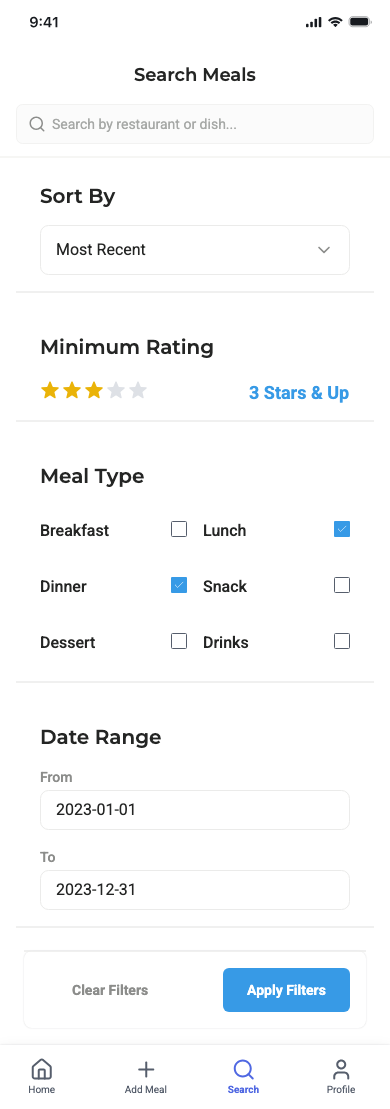 9:41
Search Meals
Search by restaurant or dish...
Sort By
Most Recent
Minimum Rating
3 Stars & Up
Meal Type
Breakfast Lunch
Dinner Snack
Dessert Drinks
Date Range
From
2023-01-01
To
2023-12-31
Clear Filters Apply Filters
Home Add Meal Search Profile